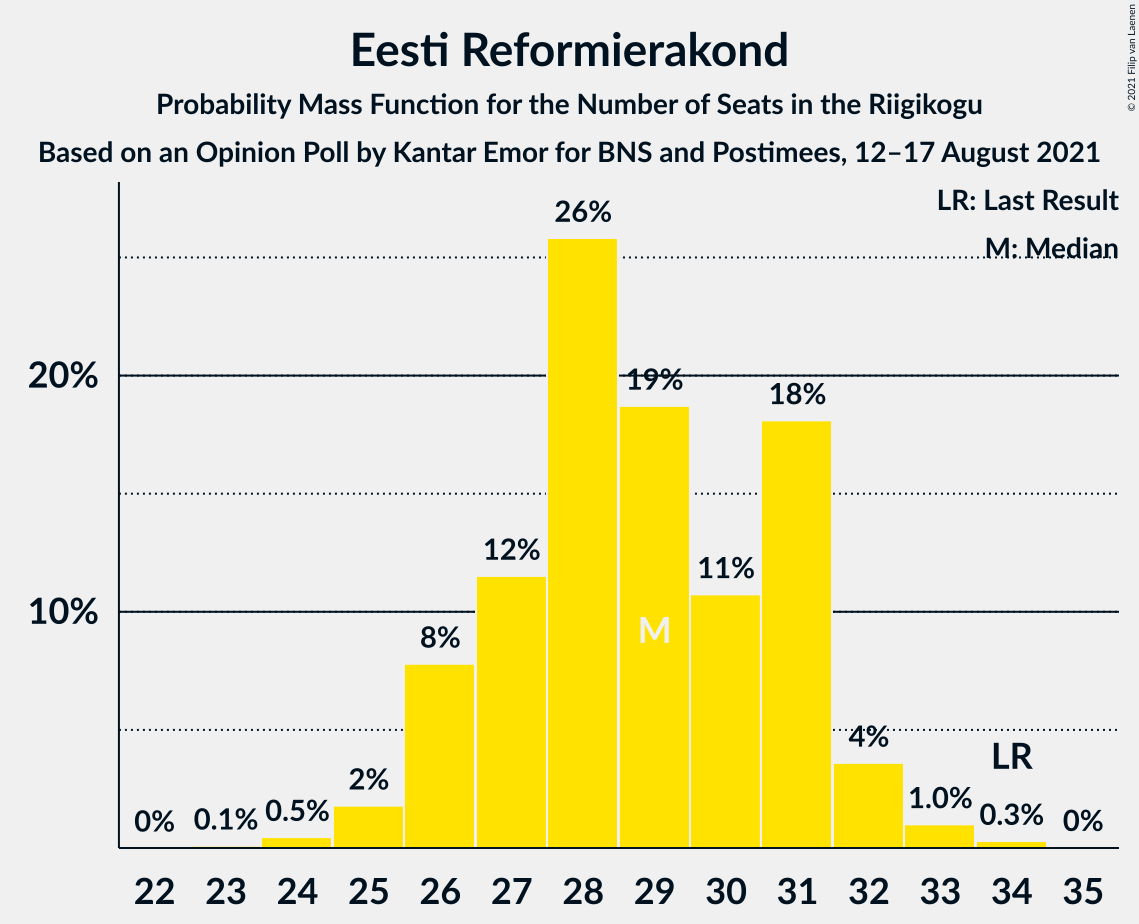 Eesti Reformierakond
Probability Mass Function for the Number of Seats in the Riigikogu
Based on an Opinion Poll by Kantar Emor for BNS and Postimees, 12–17 August 2021
© 2021 Filip van Laenen
LR: Last Result
M: Median
26%
20%
19%
18%
12%
11%
10%
M
8%
4%
LR
2%
0%
0.1%
0.5%
1.0%
0.3%
0%
22 23 24 25 26 27 28 29 30 31 32 33 34 35